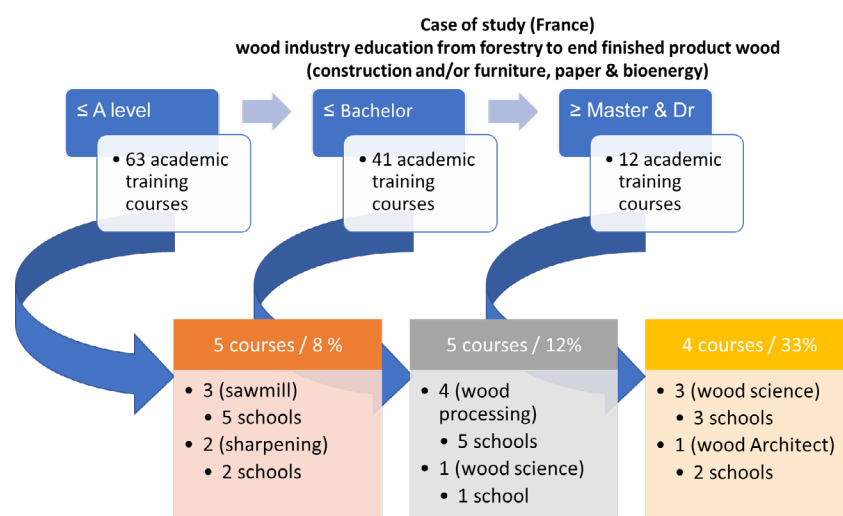 Case of study (France)
wood industry education from forestry to end finished product wood
(construction and/or furniture, paper & bioenergy)
≤ A level
≤ Bachelor
≥ Master & Dr
• 63 academic
training
courses
• 41 academic
training
courses
• 12 academic
training
courses
5 courses / 8 %
• 3 (sawmill)
• 5 schools
• 2 (sharpening)
• 2 schools
5 courses / 12%
• 4 (wood
processing)
• 5 schools
• 1 (wood science)
• 1 school
4 courses / 33%
• 3 (wood science)
• 3 schools
• 1 (wood Architect)
• 2 schools